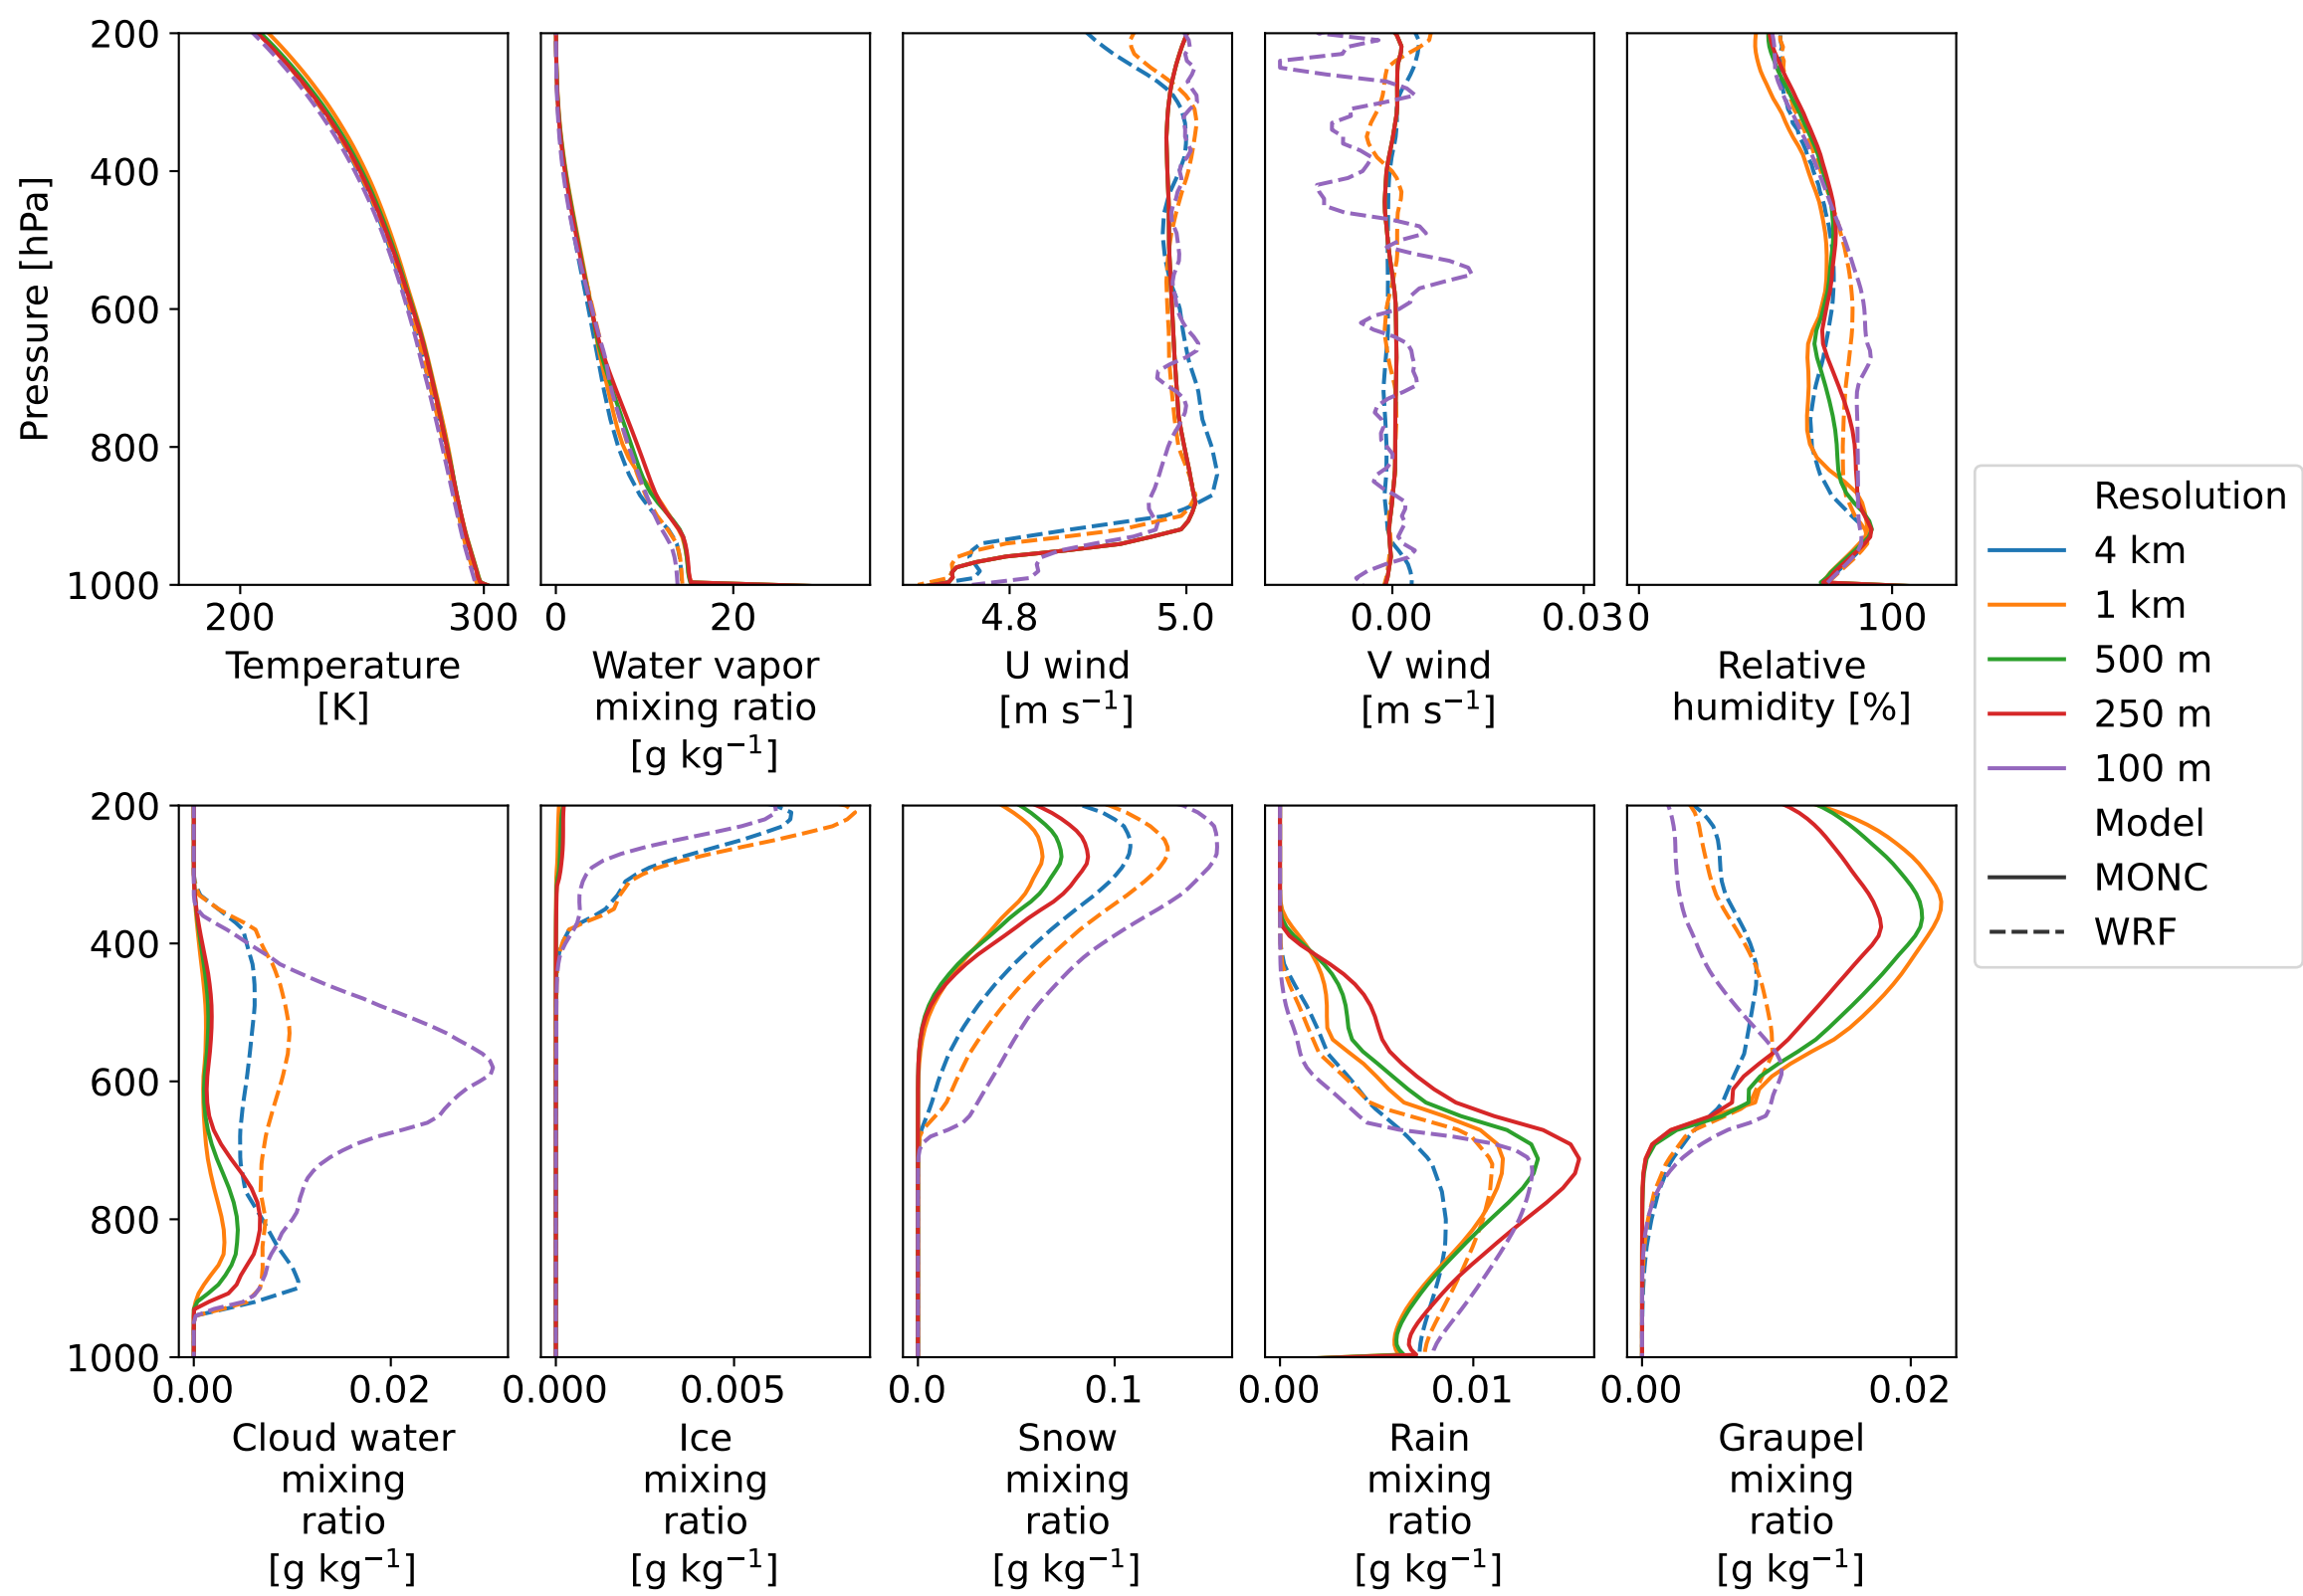 Pressure [hPa]
200
400
600
800
1000
200 300
Temperature
[K]
0 20
Water vapor
mixing ratio
[g kg⁻¹]
4.8 5.0
U wind
[m s⁻¹]
0.00 0.03
V wind
[m s⁻¹]
0 100
Relative
humidity [%]
Resolution
4 km
1 km
500 m
250 m
100 m
Model
MONC
WRF
200
400
600
800
1000
0.00 0.02
Cloud water
mixing
ratio
[g kg⁻¹]
0.000 0.005
Ice
mixing
ratio
[g kg⁻¹]
0.0 0.1
Snow
mixing
ratio
[g kg⁻¹]
0.00 0.01
Rain
mixing
ratio
[g kg⁻¹]
0.00 0.02
Graupel
mixing
ratio
[g kg⁻¹]